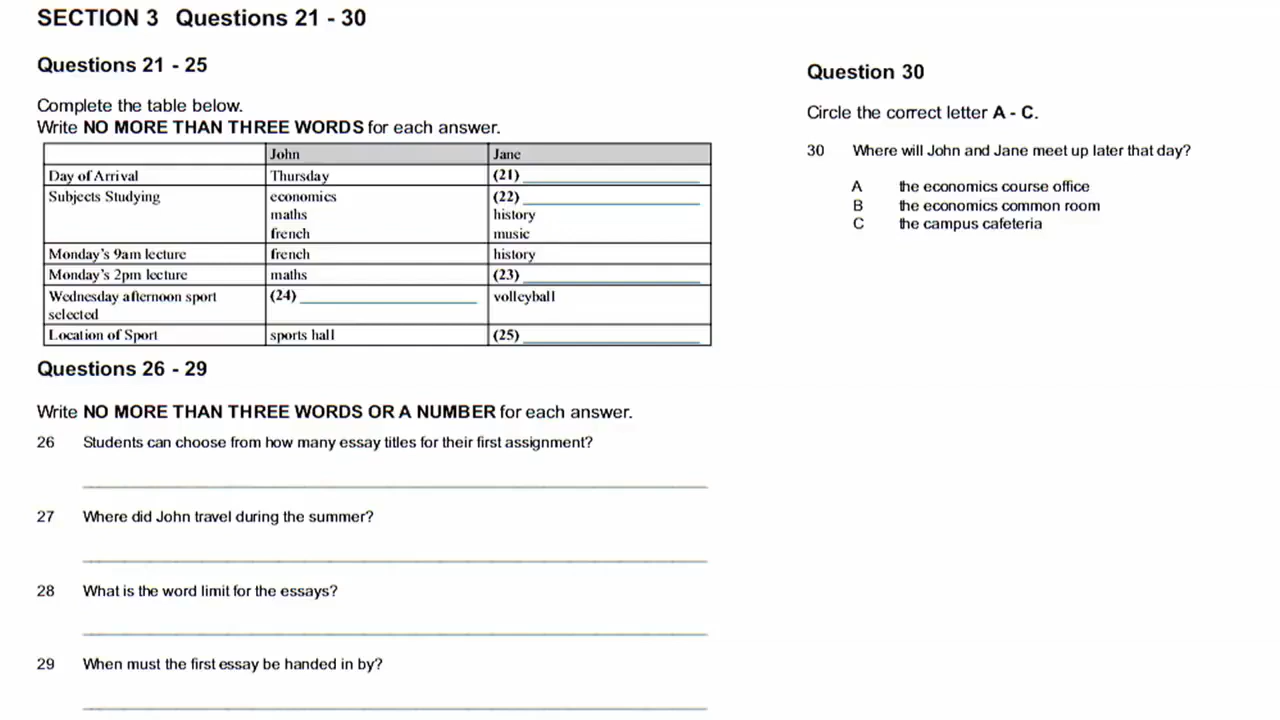 SECTION 3 Questions 21 - 30
Questions 21 - 25
Complete the table below.
Write NO MORE THAN THREE WORDS for each answer.
John Jane
Day of Arrival Thursday (21) ____________________
Subjects Studying economics (22) ____________________
maths history
french music
Monday's 9am lecture french history
Monday's 2pm lecture maths (23) ____________________
Wednesday afternoon sport (24) ____________________ volleyball
selected
Location of Sport sports hall (25) ____________________
Questions 26 - 29
Write NO MORE THAN THREE WORDS OR A NUMBER for each answer.
26 Students can choose from how many essay titles for their first assignment?
27 Where did John travel during the summer?
28 What is the word limit for the essays?
29 When must the first essay be handed in by?
Question 30
Circle the correct letter A - C.
30 Where will John and Jane meet up later that day?
A the economics course office
B the economics common room
C the campus cafeteria